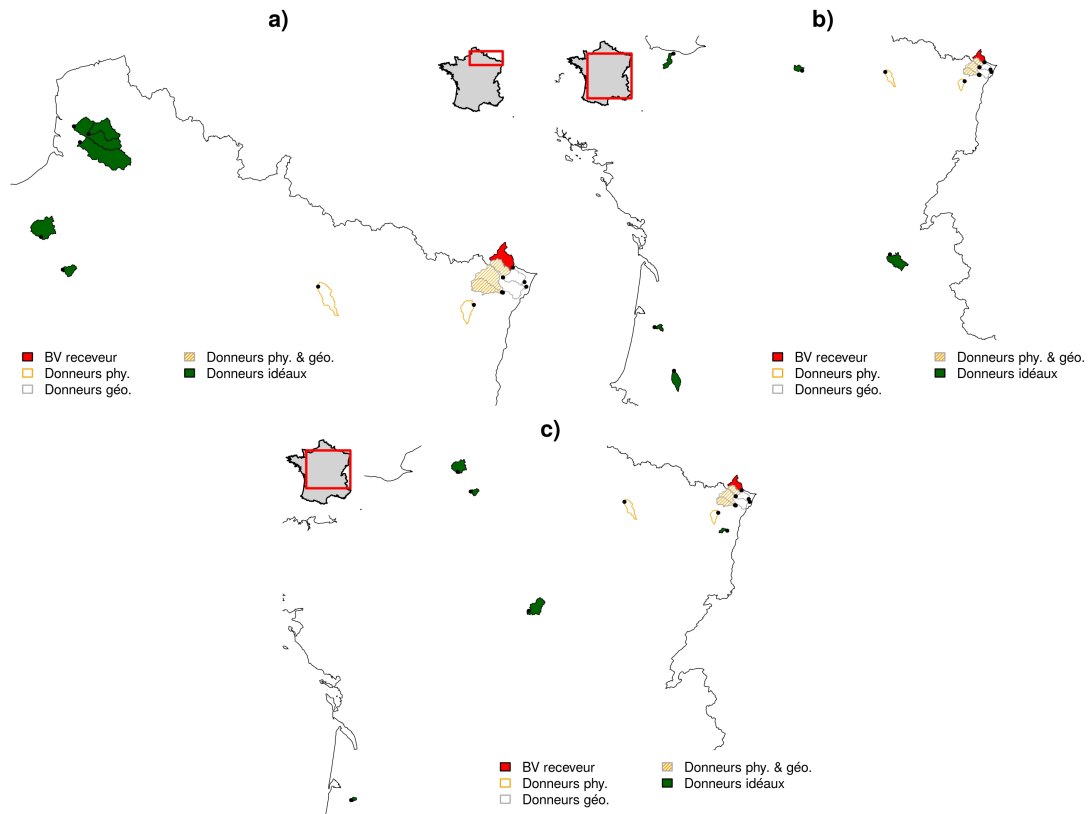 a)
BV receveur
Donneurs phy.
Donneurs géo.
Donneurs phy. & géo.
Donneurs idéaux
b)
BV receveur
Donneurs phy.
Donneurs géo.
Donneurs phy. & géo.
Donneurs idéaux
c)
BV receveur
Donneurs phy.
Donneurs géo.
Donneurs phy. & géo.
Donneurs idéaux